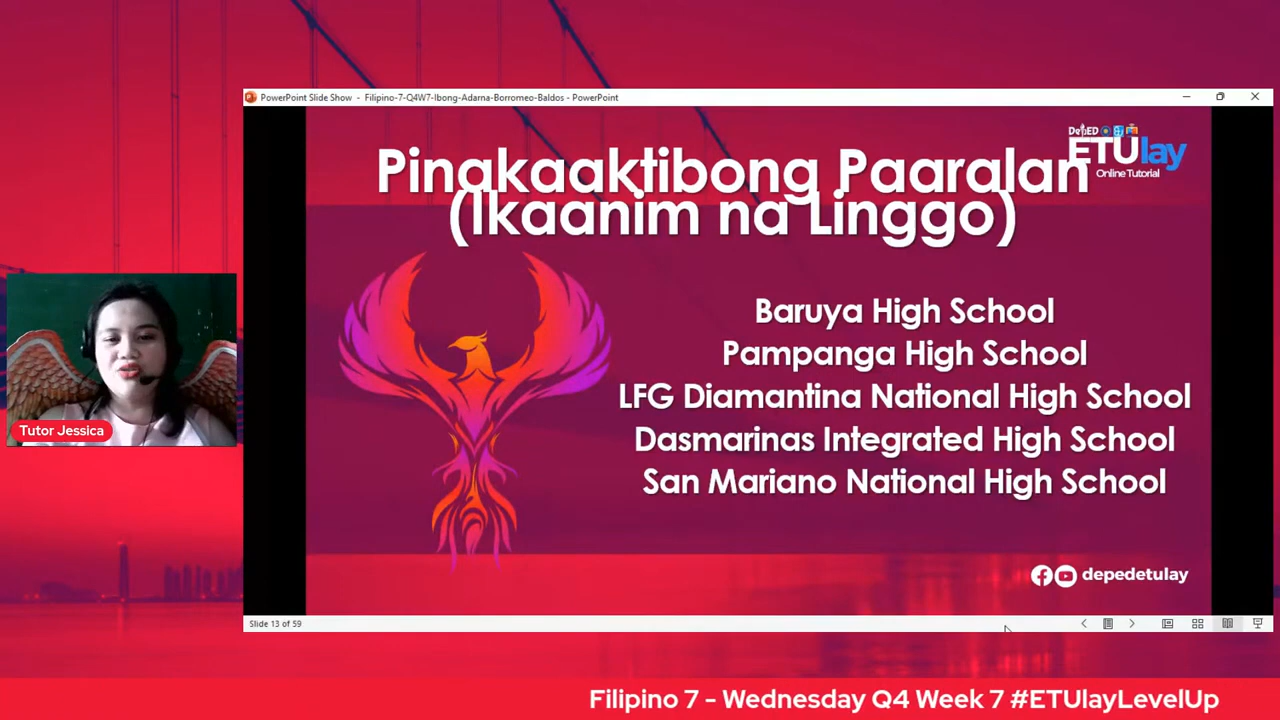 PowerPoint Slide Show - Filipino-7-Q4W7-Ibong-Adarna-Borromeo-Baldos - PowerPoint
DepED
ETUlay
Online Tutorial
Pinakaaktibong Paaralan
(Ikaanim na Linggo)
Baruya High School
Pampanga High School
LFG Diamantina National High School
Dasmarinas Integrated High School
San Mariano National High School
Tutor Jessica
depedetulay
Slide 13 of 59
Filipino 7 - Wednesday Q4 Week 7 #ETUlayLevelUp